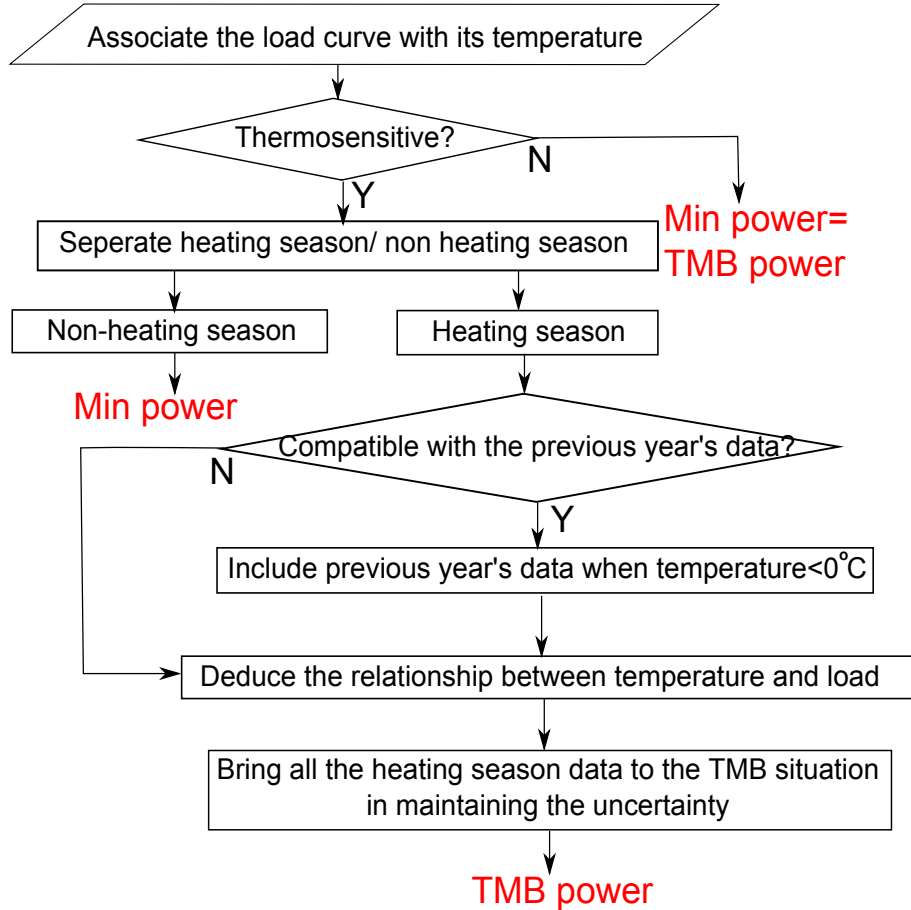 Associate the load curve with its temperature
Thermosensitive?
N
Y
Min power=
TMB power
Seperate heating season/ non heating season
Non-heating season
Heating season
Min power
Compatible with the previous year's data?
N
Y
Include previous year's data when temperature<0°C
Deduce the relationship between temperature and load
Bring all the heating season data to the TMB situation
in maintaining the uncertainty
TMB power